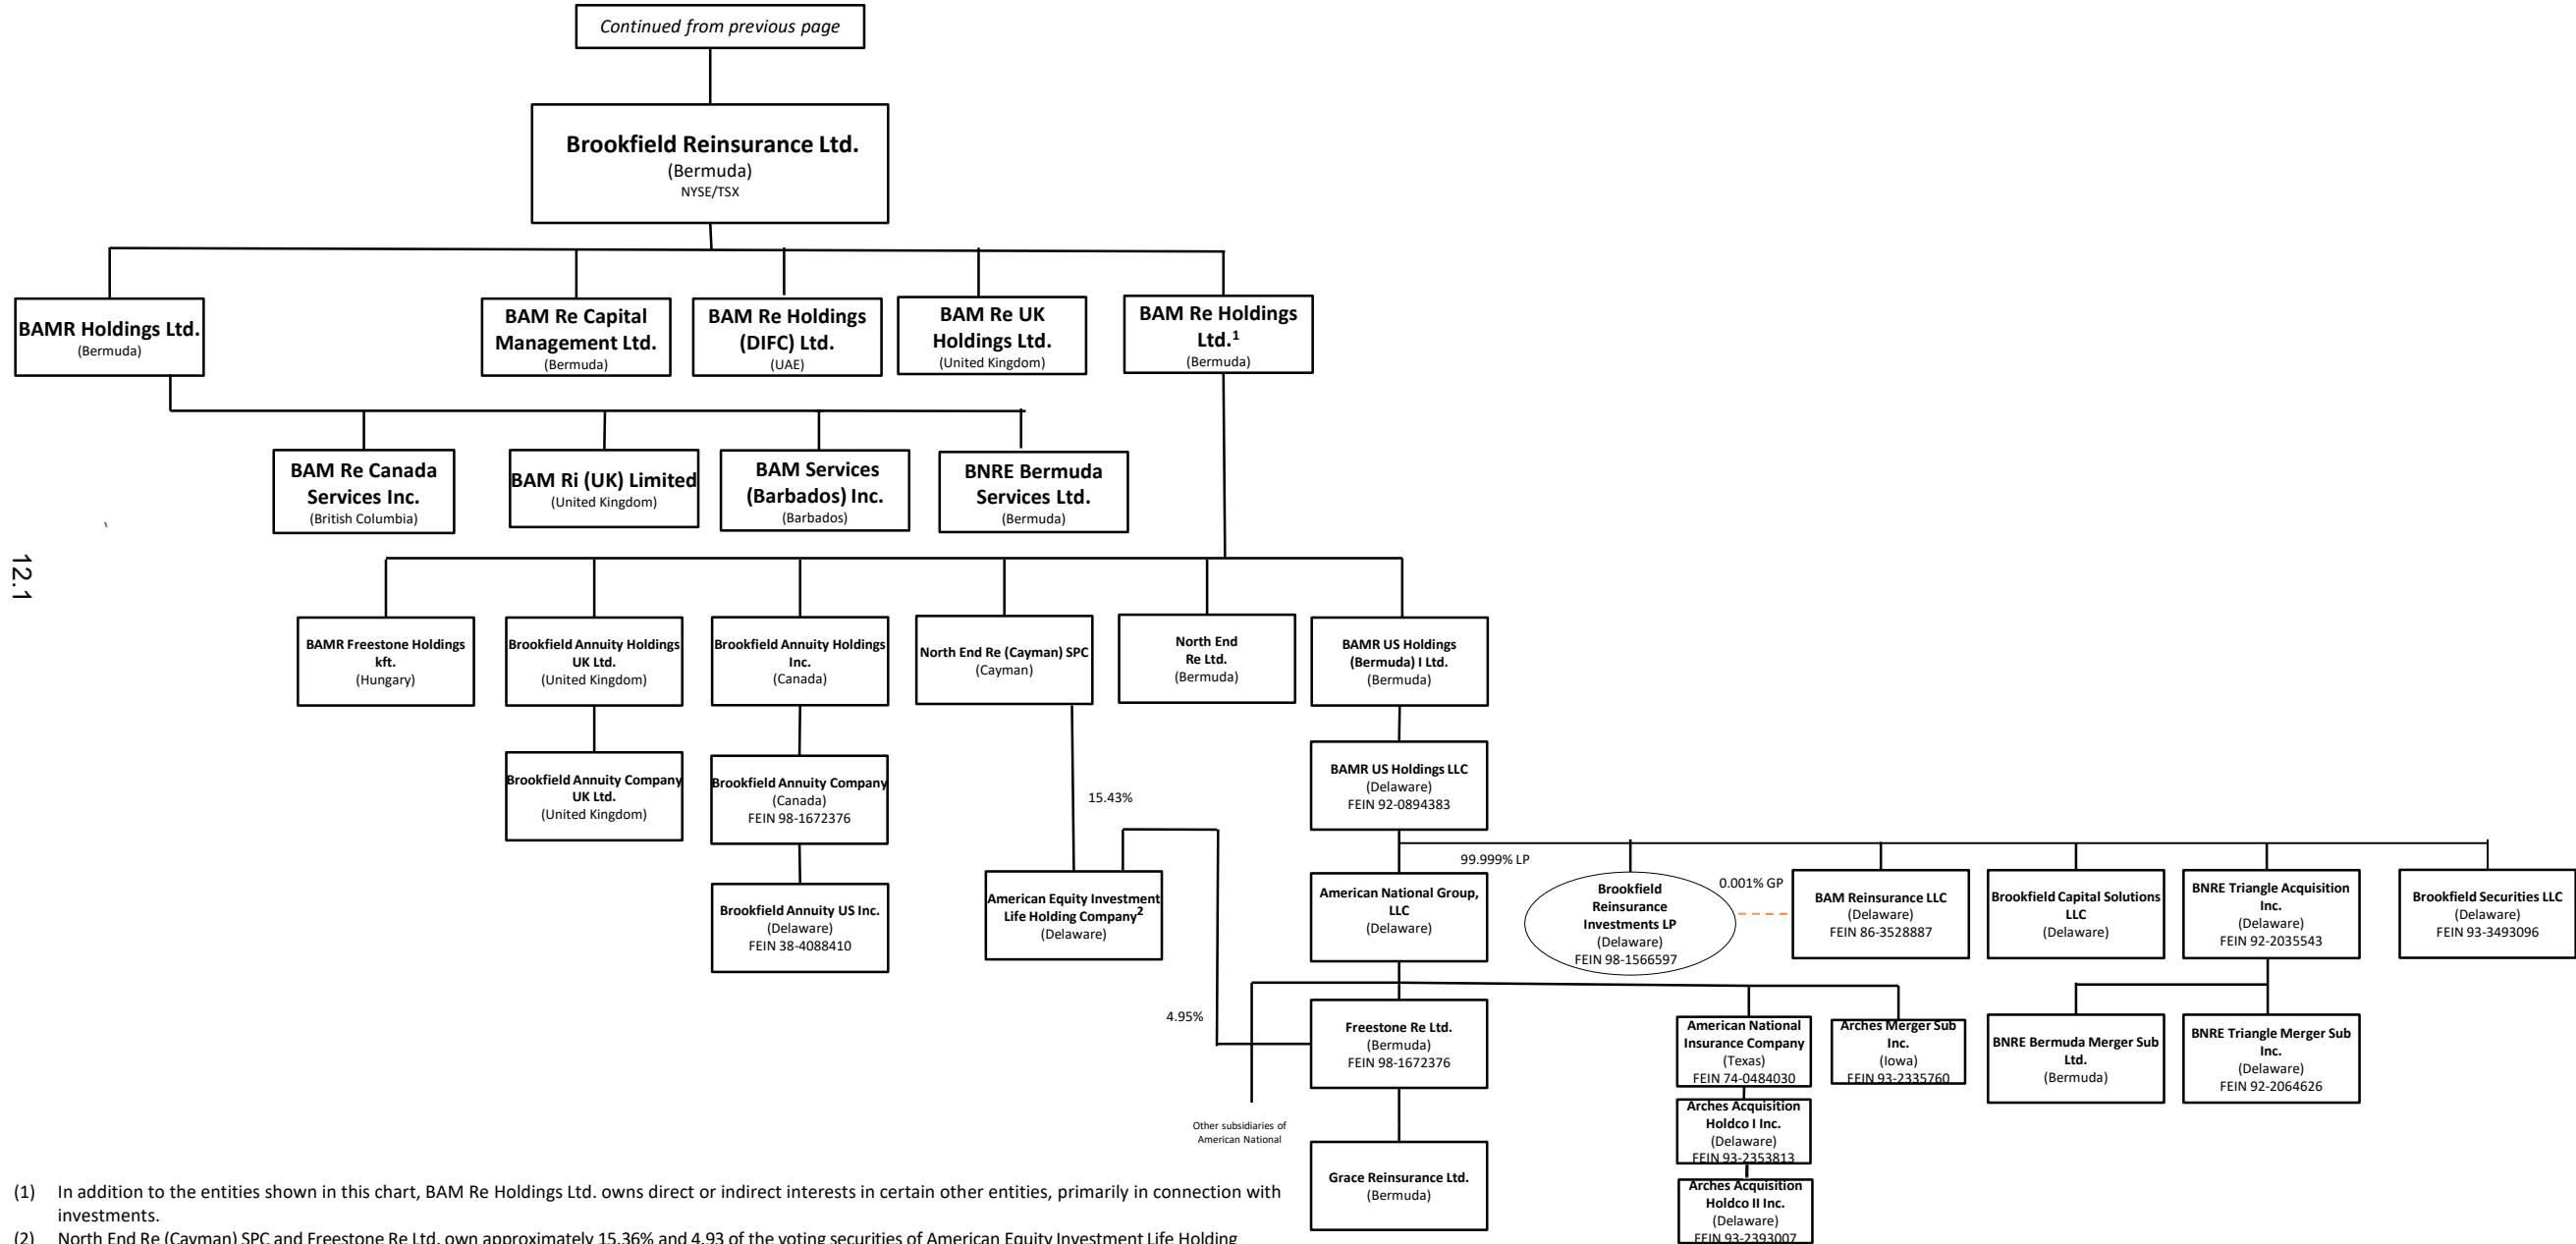 Continued from previous page
Brookfield Reinsurance Ltd.
(Bermuda)
NYSE/TSX
BAMR Holdings Ltd.
(Bermuda)
BAM Re Capital
Management Ltd.
(Bermuda)
BAM Re Holdings
(DIFC) Ltd.
(UAE)
BAM Re UK
Holdings Ltd.
(United Kingdom)
BAM Re Holdings
Ltd.1
(Bermuda)
BAM Re Canada
Services Inc.
(British Columbia)
BAM Ri (UK) Limited
(United Kingdom)
BAM Services
(Barbados) Inc.
(Barbados)
BNRE Bermuda
Services Ltd.
(Bermuda)
12.1
BAMR Freestone Holdings
kft.
(Hungary)
Brookfield Annuity Holdings
UK Ltd.
(United Kingdom)
Brookfield Annuity Holdings
Inc.
(Canada)
North End Re (Cayman) SPC
(Cayman)
North End
Re Ltd.
(Bermuda)
BAMR US Holdings
(Bermuda) I Ltd.
(Bermuda)
Brookfield Annuity Company
UK Ltd.
(United Kingdom)
Brookfield Annuity Company
(Canada)
FEIN 98-1672376
15.43%
BAMR US Holdings LLC
(Delaware)
FEIN 92-0894383
Brookfield Annuity US Inc.
(Delaware)
FEIN 38-4088410
American Equity Investment
Life Holding Company2
(Delaware)
American National Group,
LLC
(Delaware)
99.999% LP
Brookfield
Reinsurance
Investments LP
(Delaware)
FEIN 98-1566597
0.001% GP
BAM Reinsurance LLC
(Delaware)
FEIN 86-3528887
Brookfield Capital Solutions
LLC
(Delaware)
BNRE Triangle Acquisition
Inc.
(Delaware)
FEIN 92-2035543
Brookfield Securities LLC
(Delaware)
FEIN 93-3493096
4.95%
Freestone Re Ltd.
(Bermuda)
FEIN 98-1672376
American National
Insurance Company
(Texas)
FEIN 74-0484030
Arches Merger Sub
Inc.
(Iowa)
FEIN 93-2335760
BNRE Bermuda Merger Sub
Ltd.
(Bermuda)
BNRE Triangle Merger Sub
Inc.
(Delaware)
FEIN 92-2064626
Other subsidiaries of
American National
Arches Acquisition
Holdco I Inc.
(Delaware)
FEIN 93-2353813
Grace Reinsurance Ltd.
(Bermuda)
Arches Acquisition
Holdco II Inc.
(Delaware)
FEIN 93-2393007
(1) In addition to the entities shown in this chart, BAM Re Holdings Ltd. owns direct or indirect interests in certain other entities, primarily in connection with
investments.
(2) North End Re (Cayman) SPC and Freestone Re Ltd. own approximately 15.36% and 4.93 of the voting securities of American Equity Investment Life Holding